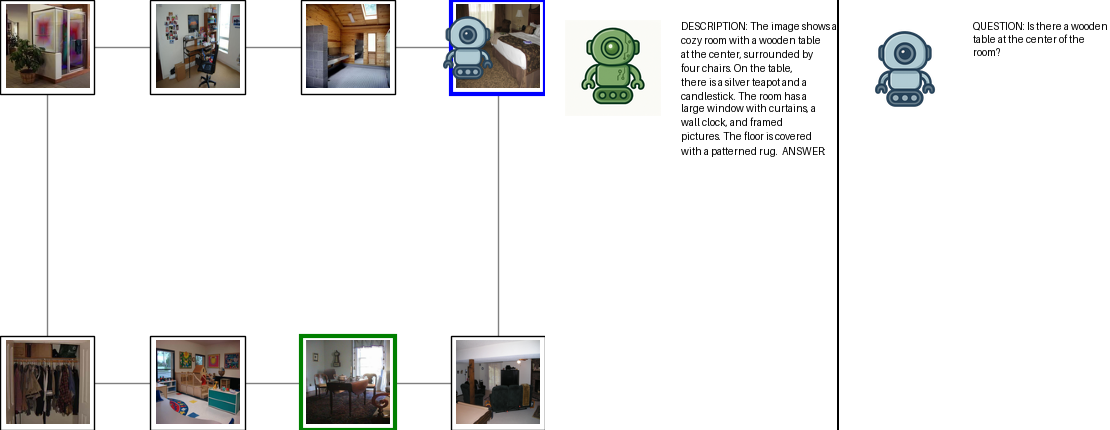 DESCRIPTION: The image shows a
cozy room with a wooden table
at the center, surrounded by
four chairs. On the table,
there is a silver teapot and a
candlestick. The room has a
large window with curtains, a
wall clock, and framed
pictures. The floor is covered
with a patterned rug.  ANSWER:
QUESTION: Is there a wooden
table at the center of the
room?